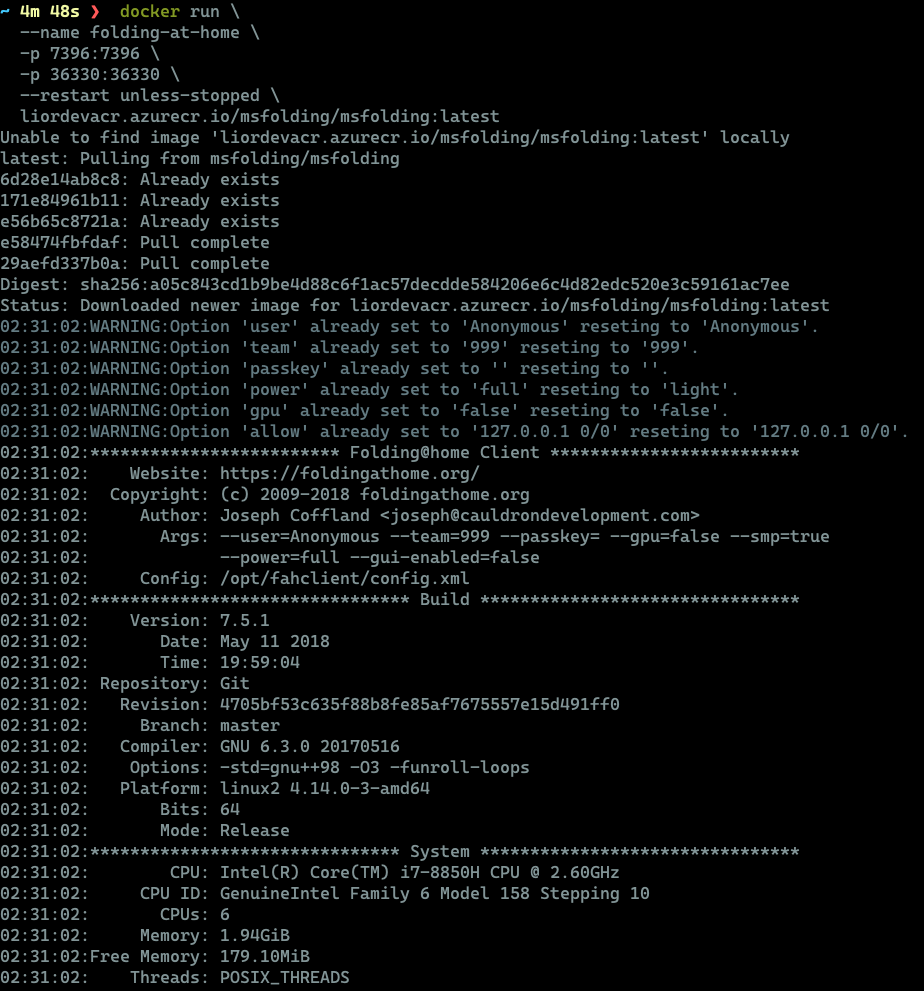 ~ 4m 48s ❯ docker run \
--name folding-at-home \
-p 7396:7396 \
-p 36330:36330 \
--restart unless-stopped \
liordevacr.azurecr.io/msfolding/msfolding:latest
Unable to find image 'liordevacr.azurecr.io/msfolding/msfolding:latest' locally
latest: Pulling from msfolding/msfolding
6d28e14ab8c8: Already exists
171e84961b11: Already exists
e56b65c8721a: Already exists
e58474fbfdaf: Pull complete
29aefd337b0a: Pull complete
Digest: sha256:a05c843cd1b9be4d88c6f1ac57decdde584206e6c4d82edc520e3c59161ac7ee
Status: Downloaded newer image for liordevacr.azurecr.io/msfolding/msfolding:latest
02:31:02:WARNING:Option 'user' already set to 'Anonymous' reseting to 'Anonymous'.
02:31:02:WARNING:Option 'team' already set to '999' reseting to '999'.
02:31:02:WARNING:Option 'passkey' already set to '' reseting to ''.
02:31:02:WARNING:Option 'power' already set to 'full' reseting to 'light'.
02:31:02:WARNING:Option 'gpu' already set to 'false' reseting to 'false'.
02:31:02:WARNING:Option 'allow' already set to '127.0.0.1 0/0' reseting to '127.0.0.1 0/0'.
02:31:02:************************* Folding@home Client *************************
02:31:02:    Website: https://foldingathome.org/
02:31:02:  Copyright: (c) 2009-2018 foldingathome.org
02:31:02:     Author: Joseph Coffland <joseph@cauldrondevelopment.com>
02:31:02:       Args: --user=Anonymous --team=999 --passkey= --gpu=false --smp=true
02:31:02:             --power=full --gui-enabled=false
02:31:02:     Config: /opt/fahclient/config.xml
02:31:02:******************************** Build ********************************
02:31:02:    Version: 7.5.1
02:31:02:       Date: May 11 2018
02:31:02:       Time: 19:59:04
02:31:02: Repository: Git
02:31:02:   Revision: 4705bf53c635f88b8fe85af7675557e15d491ff0
02:31:02:     Branch: master
02:31:02:   Compiler: GNU 6.3.0 20170516
02:31:02:    Options: -std=gnu++98 -O3 -funroll-loops
02:31:02:   Platform: linux2 4.14.0-3-amd64
02:31:02:       Bits: 64
02:31:02:       Mode: Release
02:31:02:******************************* System ********************************
02:31:02:        CPU: Intel(R) Core(TM) i7-8850H CPU @ 2.60GHz
02:31:02:     CPU ID: GenuineIntel Family 6 Model 158 Stepping 10
02:31:02:       CPUs: 6
02:31:02:     Memory: 1.94GiB
02:31:02:Free Memory: 179.10MiB
02:31:02:    Threads: POSIX_THREADS